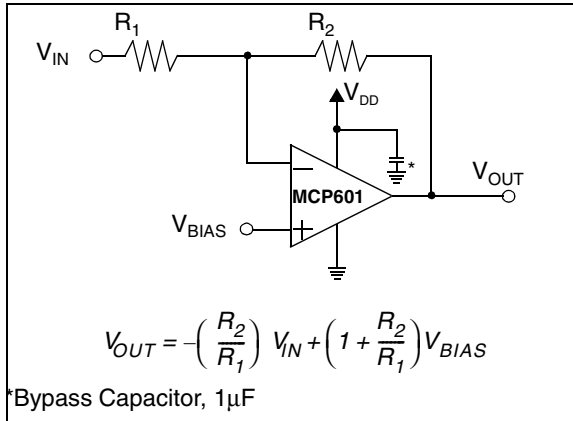 R1 R2
VIN
VDD
*
VOUT
−
MCP601
VBIAS
+
VOUT = −(R2/R1) VIN + (1 + R2/R1) VBIAS
*Bypass Capacitor, 1µF